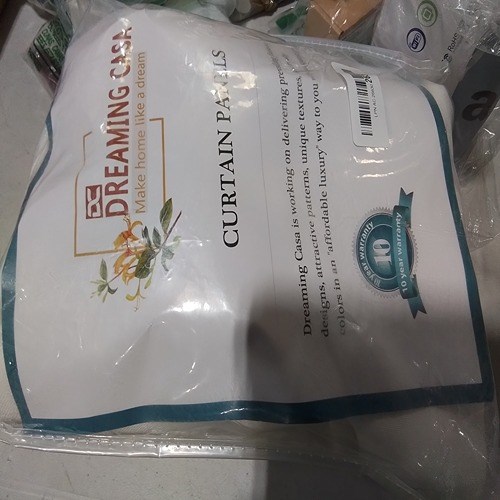 DREAMING CASA
Make home like a dream
CURTAIN PANELS
Dreaming Casa is working on delivering
designs, attractive patterns, unique textures,
colors in an "affordable luxury" way to you
10 year warranty
10
10 year warranty